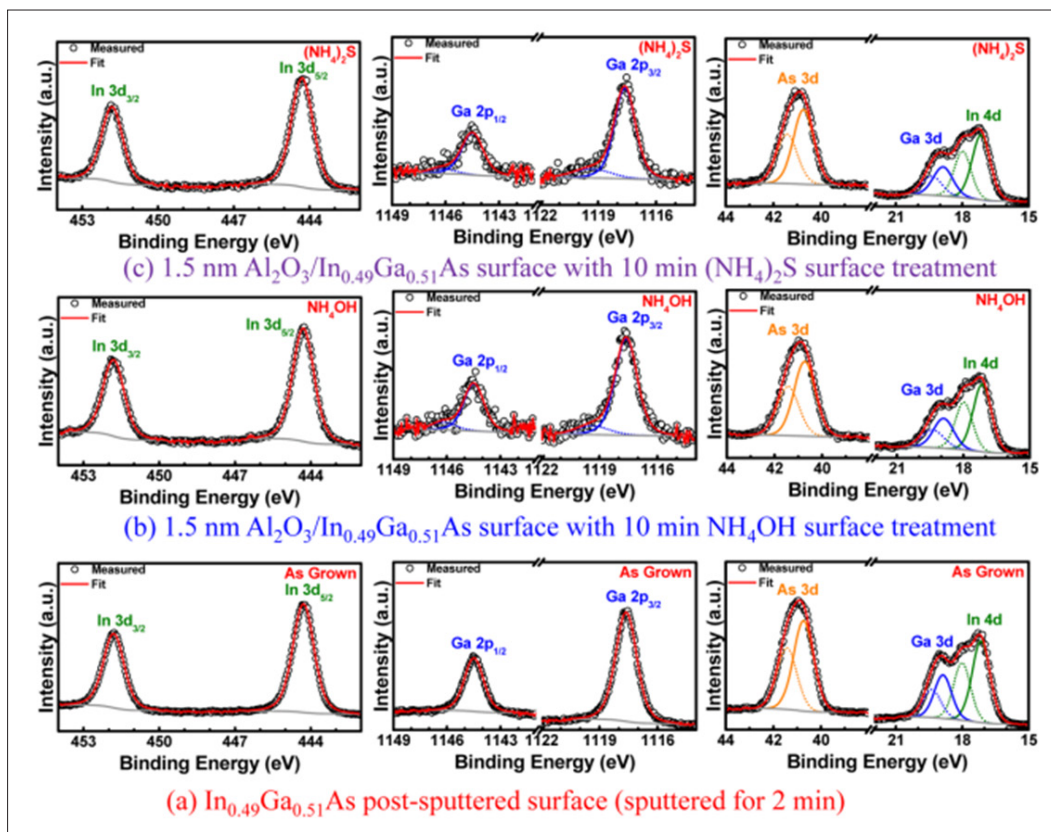 Measured
Fit
(NH4)2S
In 3d3/2
In 3d5/2
Intensity (a.u.)
453 450 447 444
Binding Energy (eV)
Measured
Fit
(NH4)2S
Ga 2p1/2
Ga 2p3/2
Intensity (a.u.)
1149 1146 1143 1119 1116
Binding Energy (eV)
Measured
Fit
(NH4)2S
As 3d
Ga 3d
In 4d
Intensity (a.u.)
44 42 40 21 18 15
Binding Energy (eV)
(c) 1.5 nm Al2O3/In0.49Ga0.51As surface with 10 min (NH4)2S surface treatment
Measured
Fit
NH4OH
In 3d3/2
In 3d5/2
Intensity (a.u.)
453 450 447 444
Binding Energy (eV)
Measured
Fit
NH4OH
Ga 2p1/2
Ga 2p3/2
Intensity (a.u.)
1149 1146 1143 1119 1116
Binding Energy (eV)
Measured
Fit
NH4OH
As 3d
Ga 3d
In 4d
Intensity (a.u.)
44 42 40 21 18 15
Binding Energy (eV)
(b) 1.5 nm Al2O3/In0.49Ga0.51As surface with 10 min NH4OH surface treatment
Measured
Fit
As Grown
In 3d3/2
In 3d5/2
Intensity (a.u.)
453 450 447 444
Binding Energy (eV)
Measured
Fit
As Grown
Ga 2p1/2
Ga 2p3/2
Intensity (a.u.)
1149 1146 1143 1119 1116
Binding Energy (eV)
Measured
Fit
As Grown
As 3d
Ga 3d
In 4d
Intensity (a.u.)
44 42 40 21 18 15
Binding Energy (eV)
(a) In0.49Ga0.51As post-sputtered surface (sputtered for 2 min)